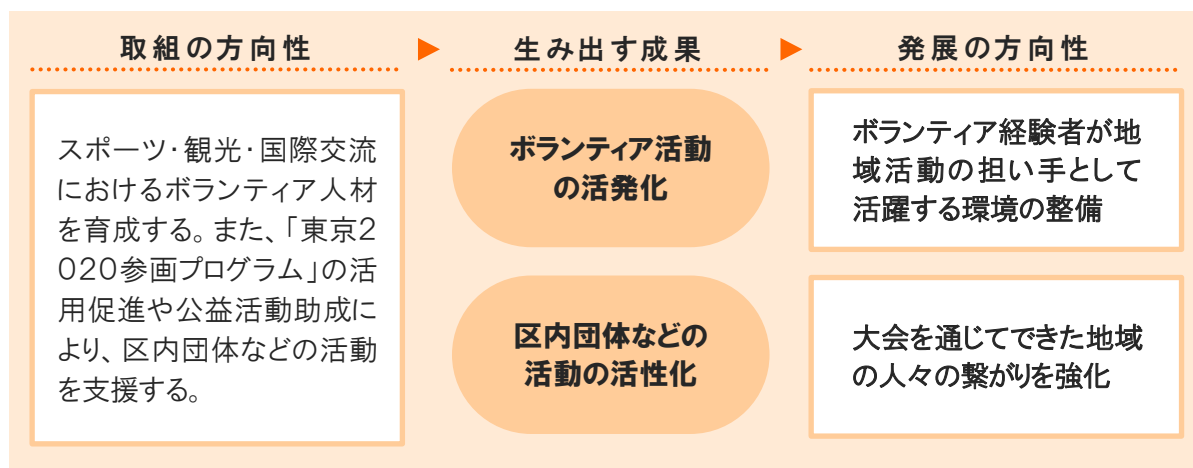 取組の方向性
▶
生み出す成果
▶
発展の方向性
スポーツ・観光・国際交流
におけるボランティア人材
を育成する。また、「東京2
020参画プログラム」の活
用促進や公益活動助成に
より、区内団体などの活動
を支援する。
ボランティア活動
の活発化
区内団体などの
活動の活性化
ボランティア経験者が地
域活動の担い手として
活躍する環境の整備
大会を通じてできた地域
の人々の繋がりを強化